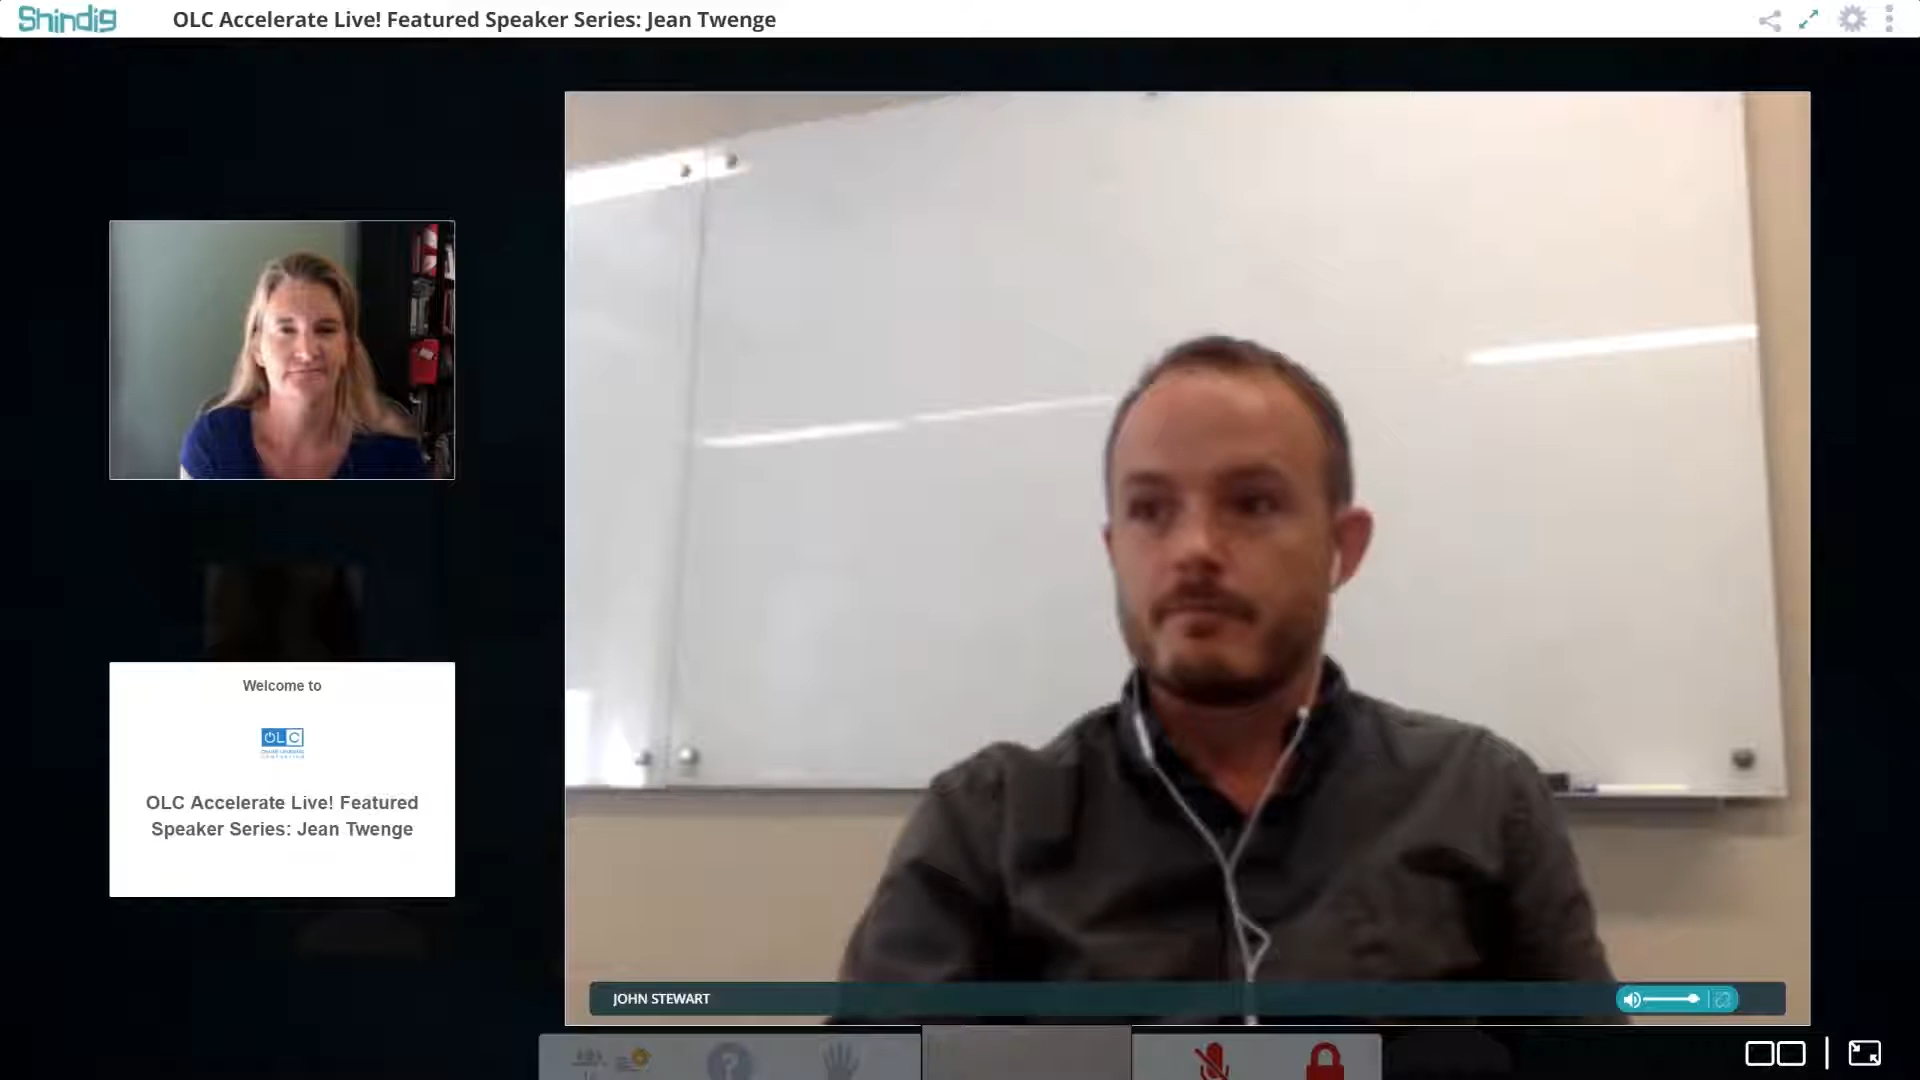 Shindig
OLC Accelerate Live! Featured Speaker Series: Jean Twenge
Welcome to
OLC
OLC Accelerate Live! Featured
Speaker Series: Jean Twenge
JOHN STEWART